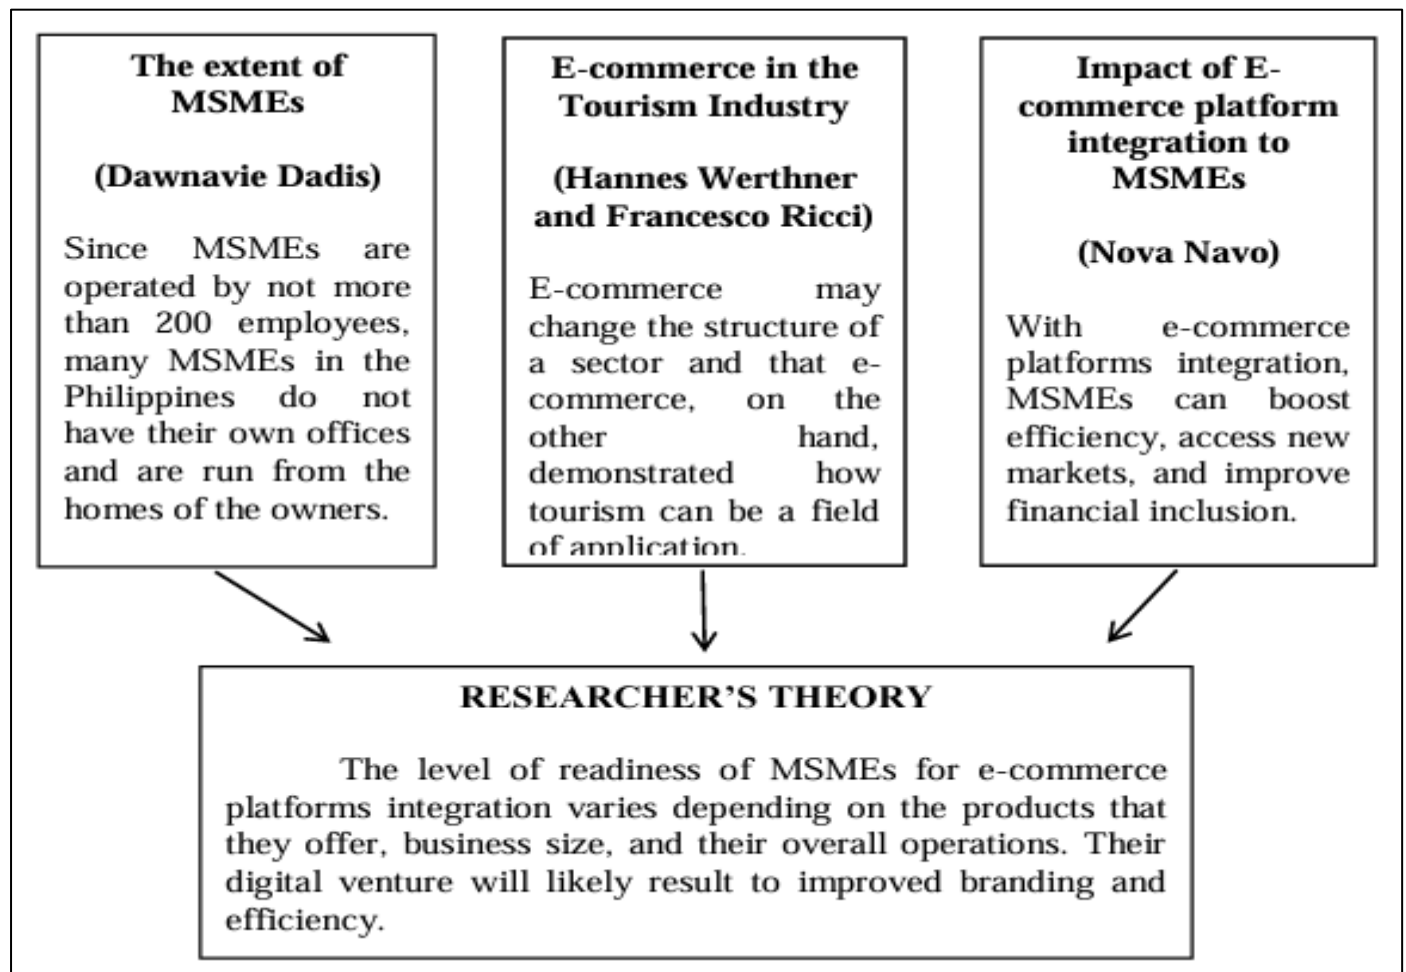 The extent of
MSMEs
(Dawnavie Dadis)
Since MSMEs are
operated by not more
than 200 employees,
many MSMEs in the
Philippines do not
have their own offices
and are run from the
homes of the owners.
E-commerce in the
Tourism Industry
(Hannes Werthner
and Francesco Ricci)
E-commerce may
change the structure of
a sector and that e-
commerce, on the
other hand,
demonstrated how
tourism can be a field
of application.
Impact of E-
commerce platform
integration to
MSMEs
(Nova Navo)
With e-commerce
platforms integration,
MSMEs can boost
efficiency, access new
markets, and improve
financial inclusion.
RESEARCHER’S THEORY
The level of readiness of MSMEs for e-commerce
platforms integration varies depending on the products that
they offer, business size, and their overall operations. Their
digital venture will likely result to improved branding and
efficiency.